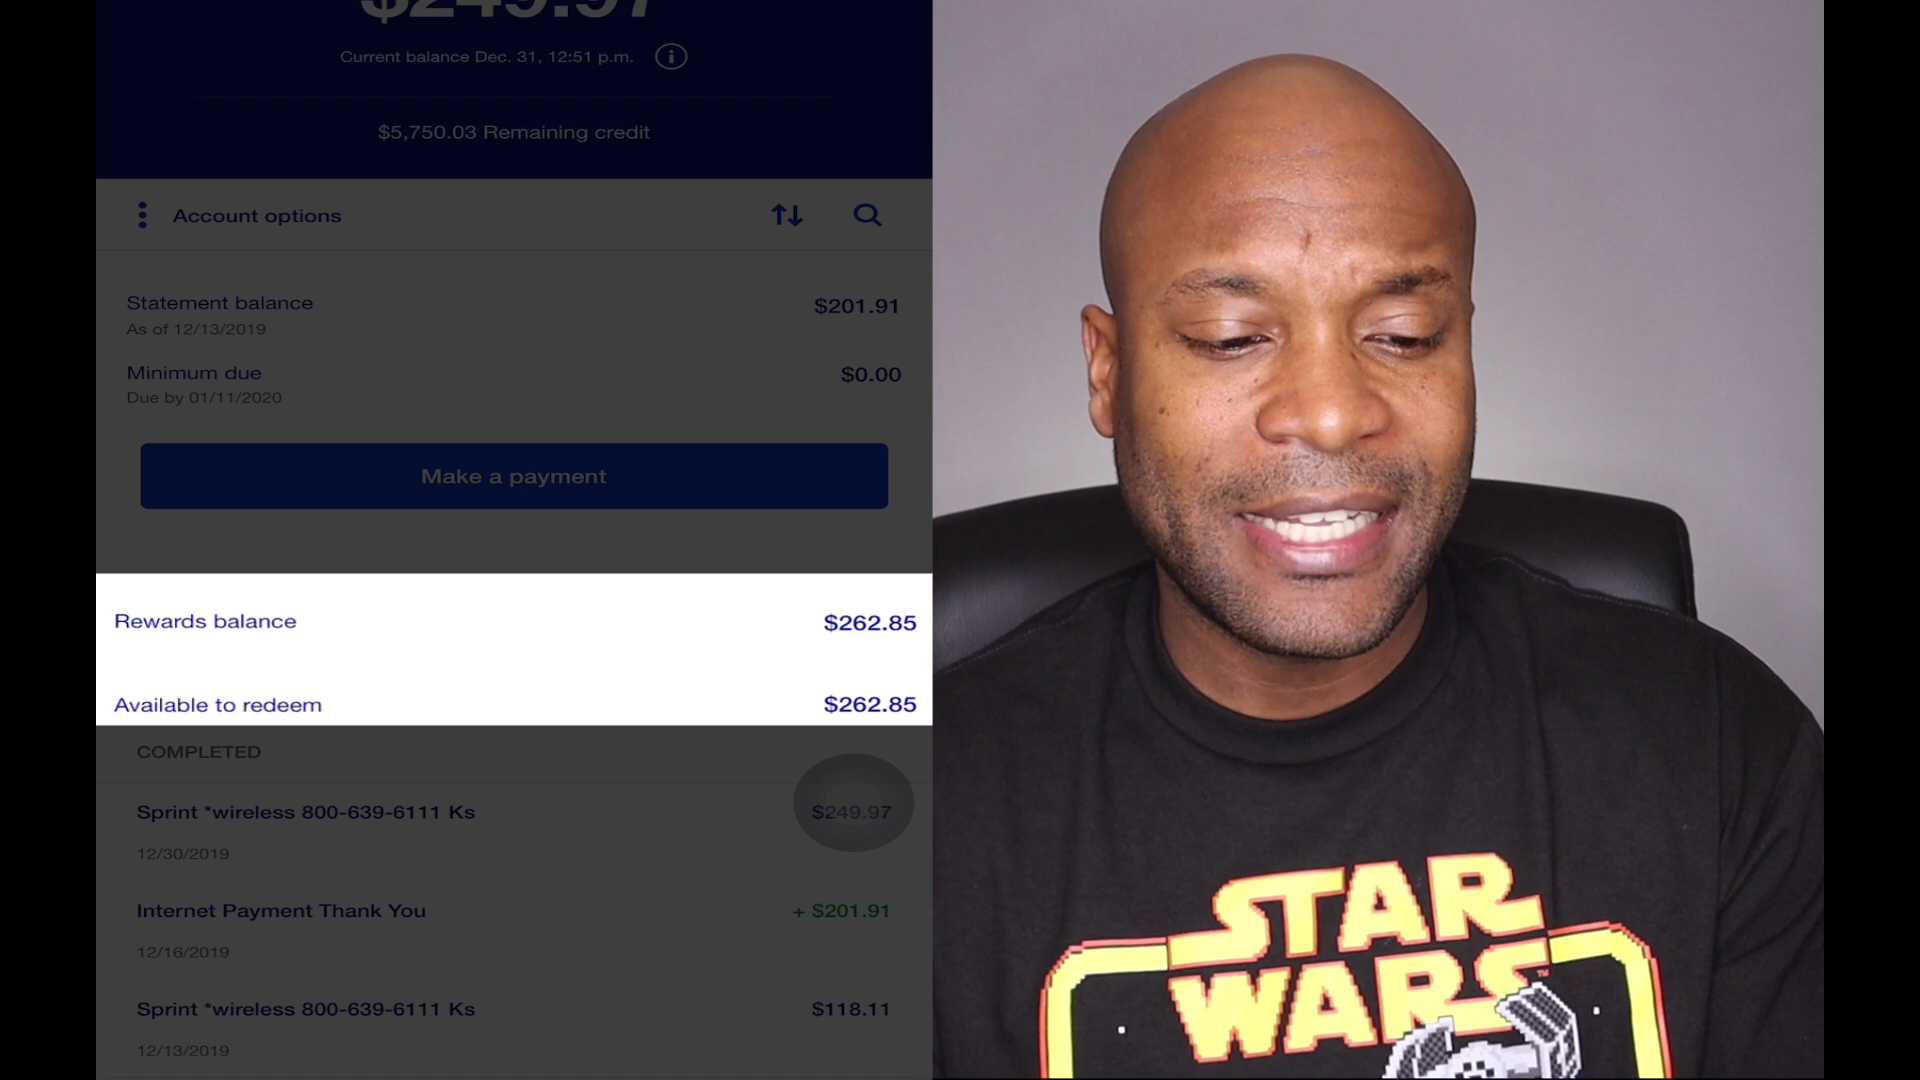 $249.97
Current balance Dec. 31, 12:51 p.m.
$5,750.03 Remaining credit
Account options
Statement balance $201.91
As of 12/13/2019
Minimum due $0.00
Due by 01/11/2020
Make a payment
Rewards balance $262.85
Available to redeem $262.85
COMPLETED
Sprint *wireless 800-639-6111 Ks $249.97
12/30/2019
Internet Payment Thank You + $201.91
12/16/2019
Sprint *wireless 800-639-6111 Ks $118.11
12/13/2019
STAR
WARS
TM